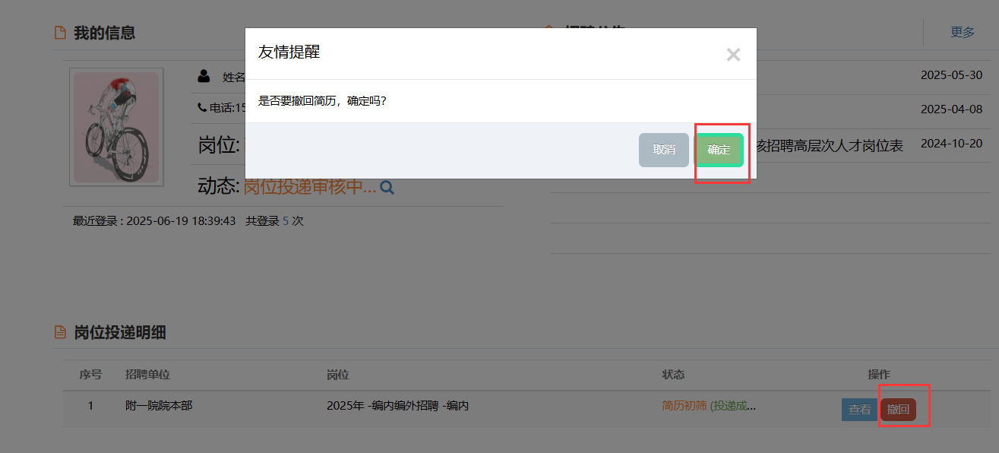 我的信息
更多
友情提醒
是否要撤回简历，确定吗?
取消
确定
姓名
电话:15
岗位:
动态:岗位投递审核中...
最近登录 : 2025-06-19 18:39:43 共登录 5 次
2025-05-30
2025-04-08
核招聘高层次人才岗位表 2024-10-20
岗位投递明细
序号 招聘单位 岗位 状态 操作
1 附一院院本部 2025年 -编内编外招聘 -编内 简历初筛 (投递成... 查看 撤回